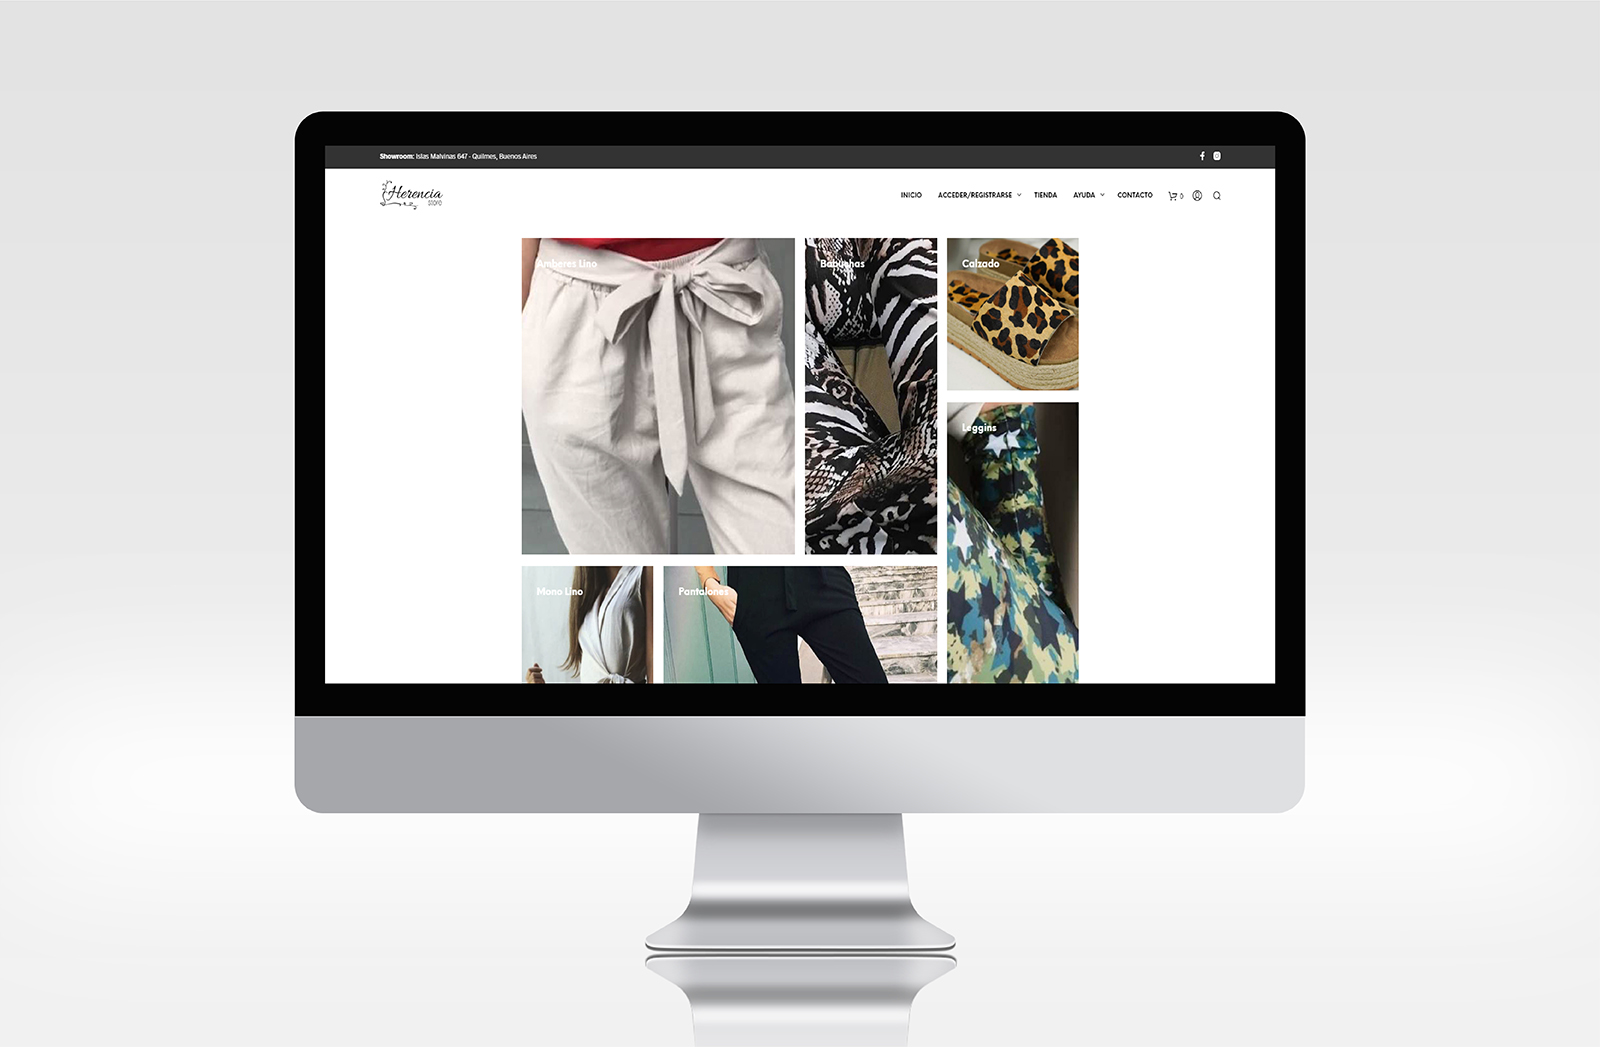 Showroom: Islas Malvinas 647 - Quilmes, Buenos Aires
Herencia
INICIO ACCEDER/REGISTRARSE TIENDA AYUDA CONTACTO 0
Amberes Lino
Babuchas
Calzado
Leggins
Mono Lino
Pantalones